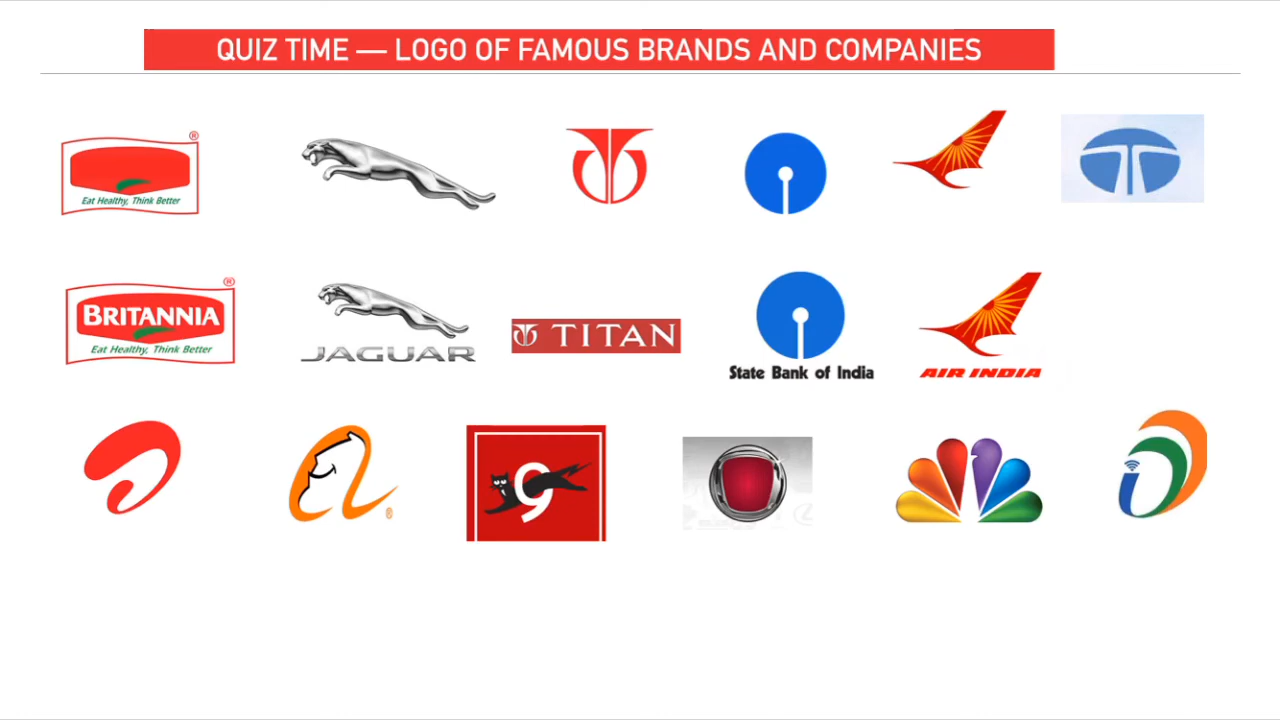 QUIZ TIME — LOGO OF FAMOUS BRANDS AND COMPANIES
®
Eat Healthy, Think Better
®
BRITANNIA
Eat Healthy, Think Better
JAGUAR
TITAN
State Bank of India
AIR INDIA
®
9